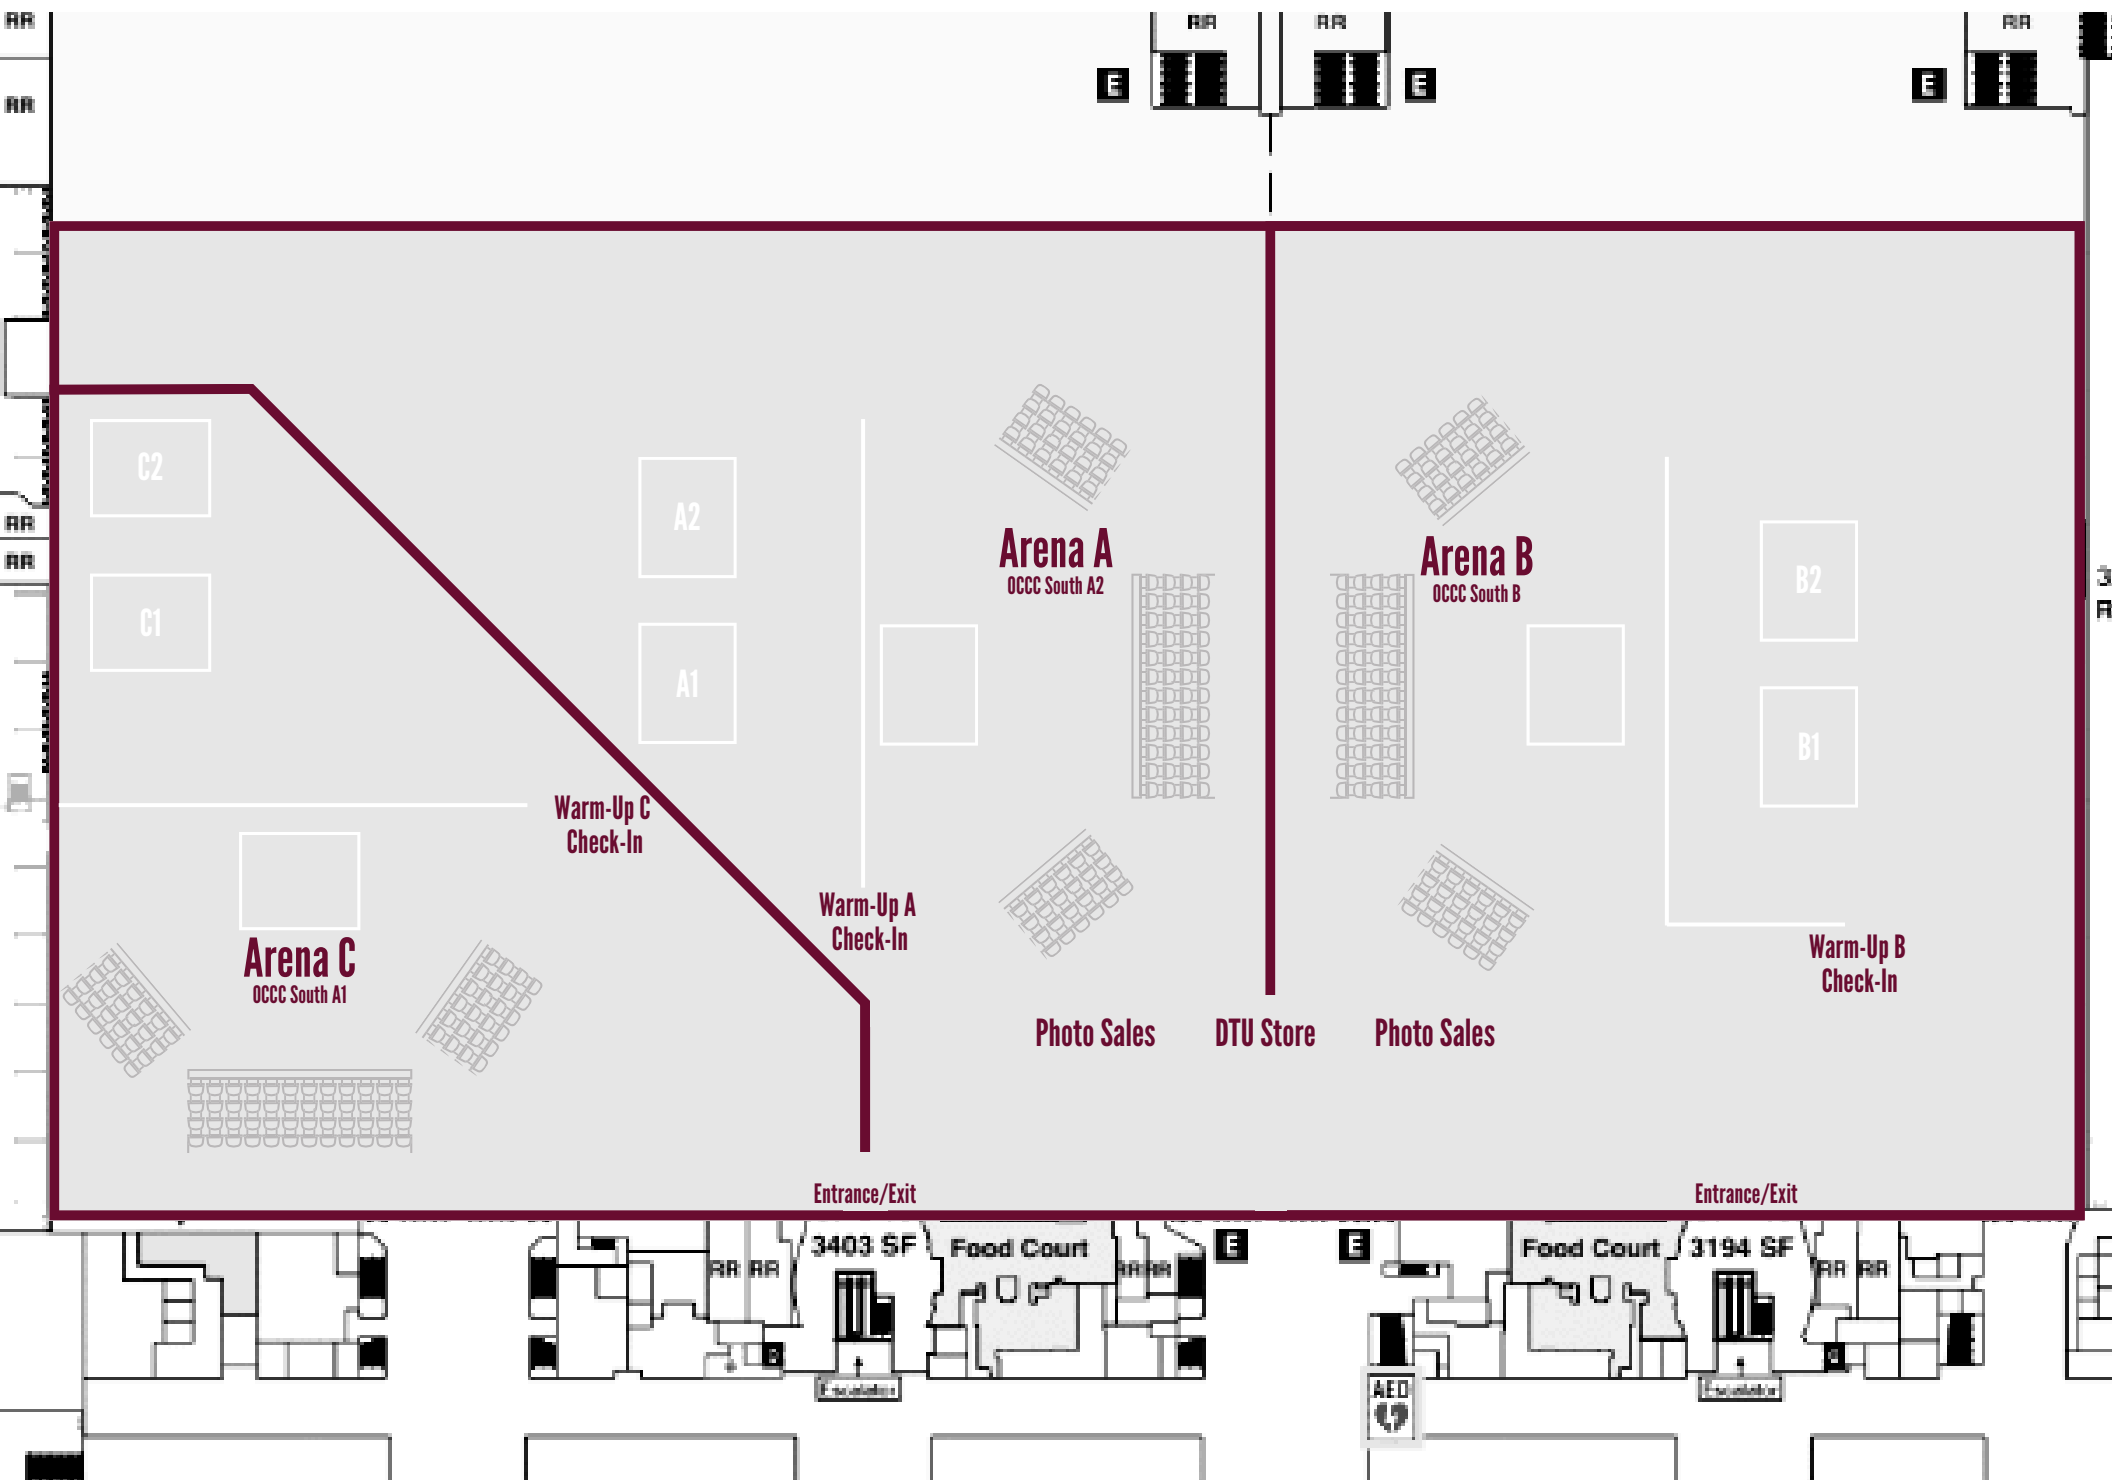 RR
RR
RR
RR
E
E
E
RR
C2
A2
Arena A
OCCC South A2
Arena B
OCCC South B
B2
RR
RR
C1
A1
B1
Warm-Up C
Check-In
Warm-Up A
Check-In
Arena C
OCCC South A1
Warm-Up B
Check-In
Photo Sales
DTU Store
Photo Sales
Entrance/Exit
Entrance/Exit
3403 SF
Food Court
E
E
Food Court
3194 SF
RR
RR
RR
RR
RR
RR
Escalator
Escalator
AED